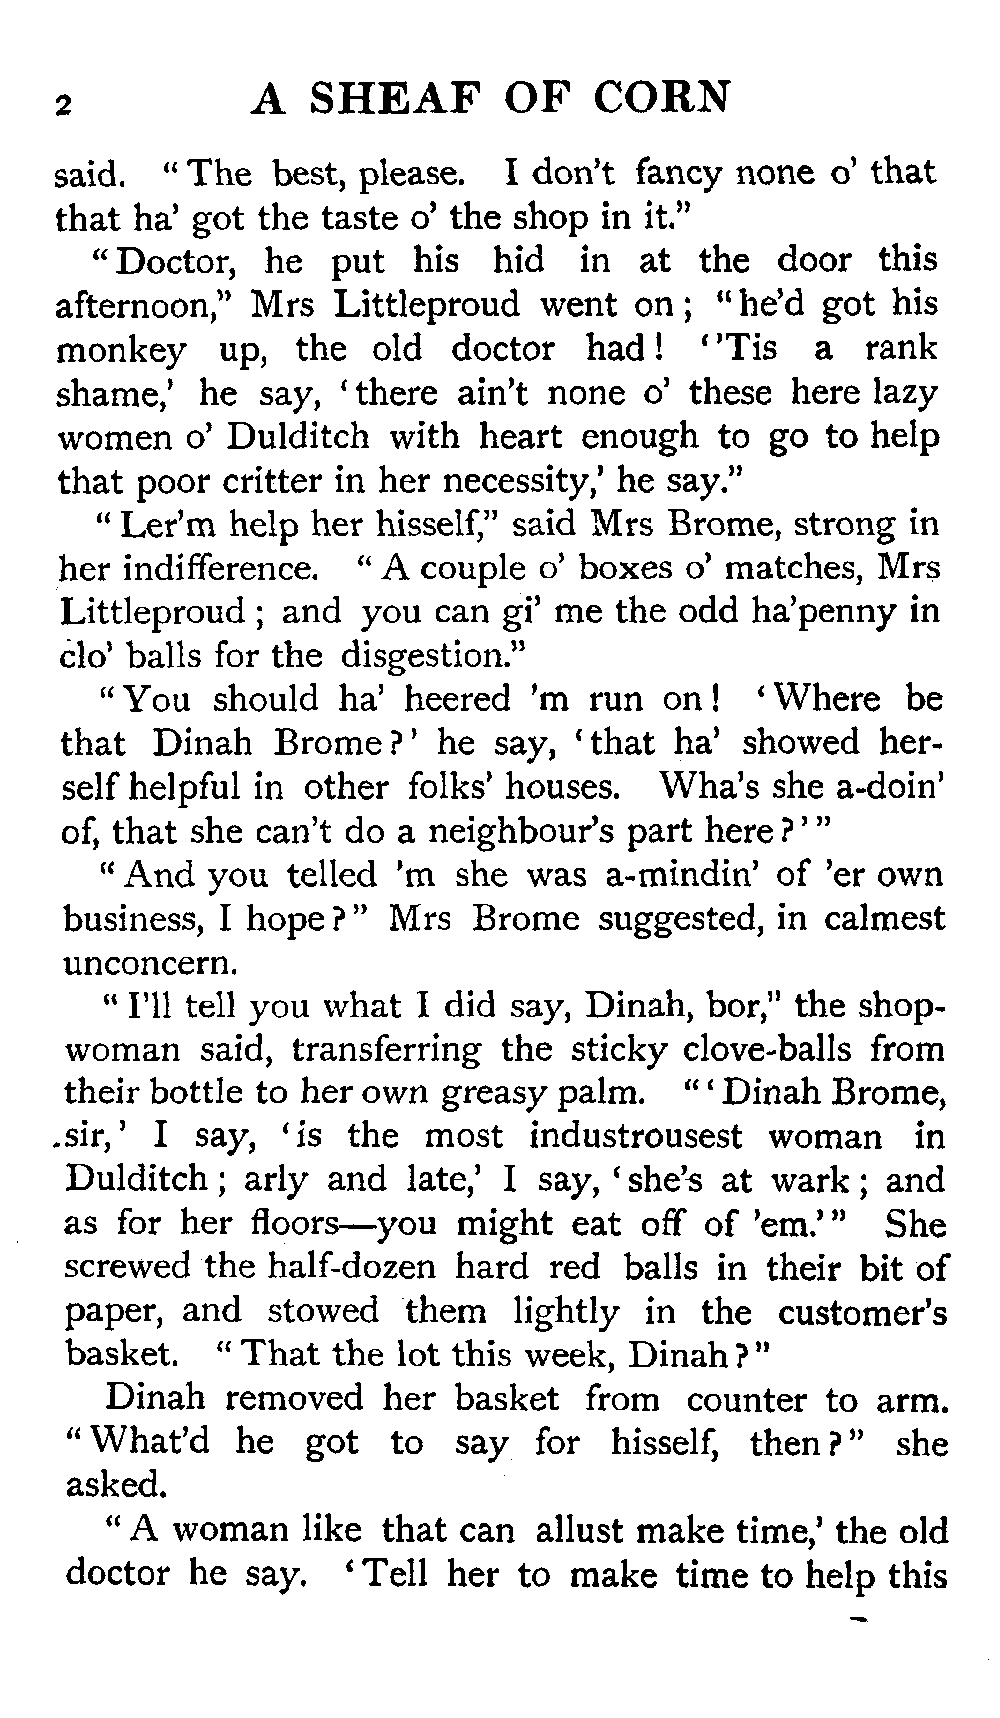 2 A SHEAF OF CORN
said. “The best, please. I don’t fancy none o’ that
that ha’ got the taste o’ the shop in it.”
“Doctor, he put his hid in at the door this
afternoon,” Mrs Littleproud went on; “he’d got his
monkey up, the old doctor had! ‘’Tis a rank
shame,’ he say, ‘there ain’t none o’ these here lazy
women o’ Dulditch with heart enough to go to help
that poor critter in her necessity,’ he say.”
“Ler’m help her hisself,” said Mrs Brome, strong in
her indifference. “A couple o’ boxes o’ matches, Mrs
Littleproud; and you can gi’ me the odd ha’penny in
clo’ balls for the disgestion.”
“You should ha’ heered ’m run on! ‘Where be
that Dinah Brome?’ he say, ‘that ha’ showed her-
self helpful in other folks’ houses. Wha’s she a-doin’
of, that she can’t do a neighbour’s part here?’”
“And you telled ’m she was a-mindin’ of ’er own
business, I hope?” Mrs Brome suggested, in calmest
unconcern.
“I’ll tell you what I did say, Dinah, bor,” the shop-
woman said, transferring the sticky clove-balls from
their bottle to her own greasy palm. “‘Dinah Brome,
sir,’ I say, ‘is the most industrousest woman in
Dulditch; arly and late,’ I say, ‘she’s at wark; and
as for her floors—you might eat off of ’em.’” She
screwed the half-dozen hard red balls in their bit of
paper, and stowed them lightly in the customer’s
basket. “That the lot this week, Dinah?”
Dinah removed her basket from counter to arm.
“What’d he got to say for hisself, then?” she
asked.
“A woman like that can allust make time,’ the old
doctor he say. ‘Tell her to make time to help this